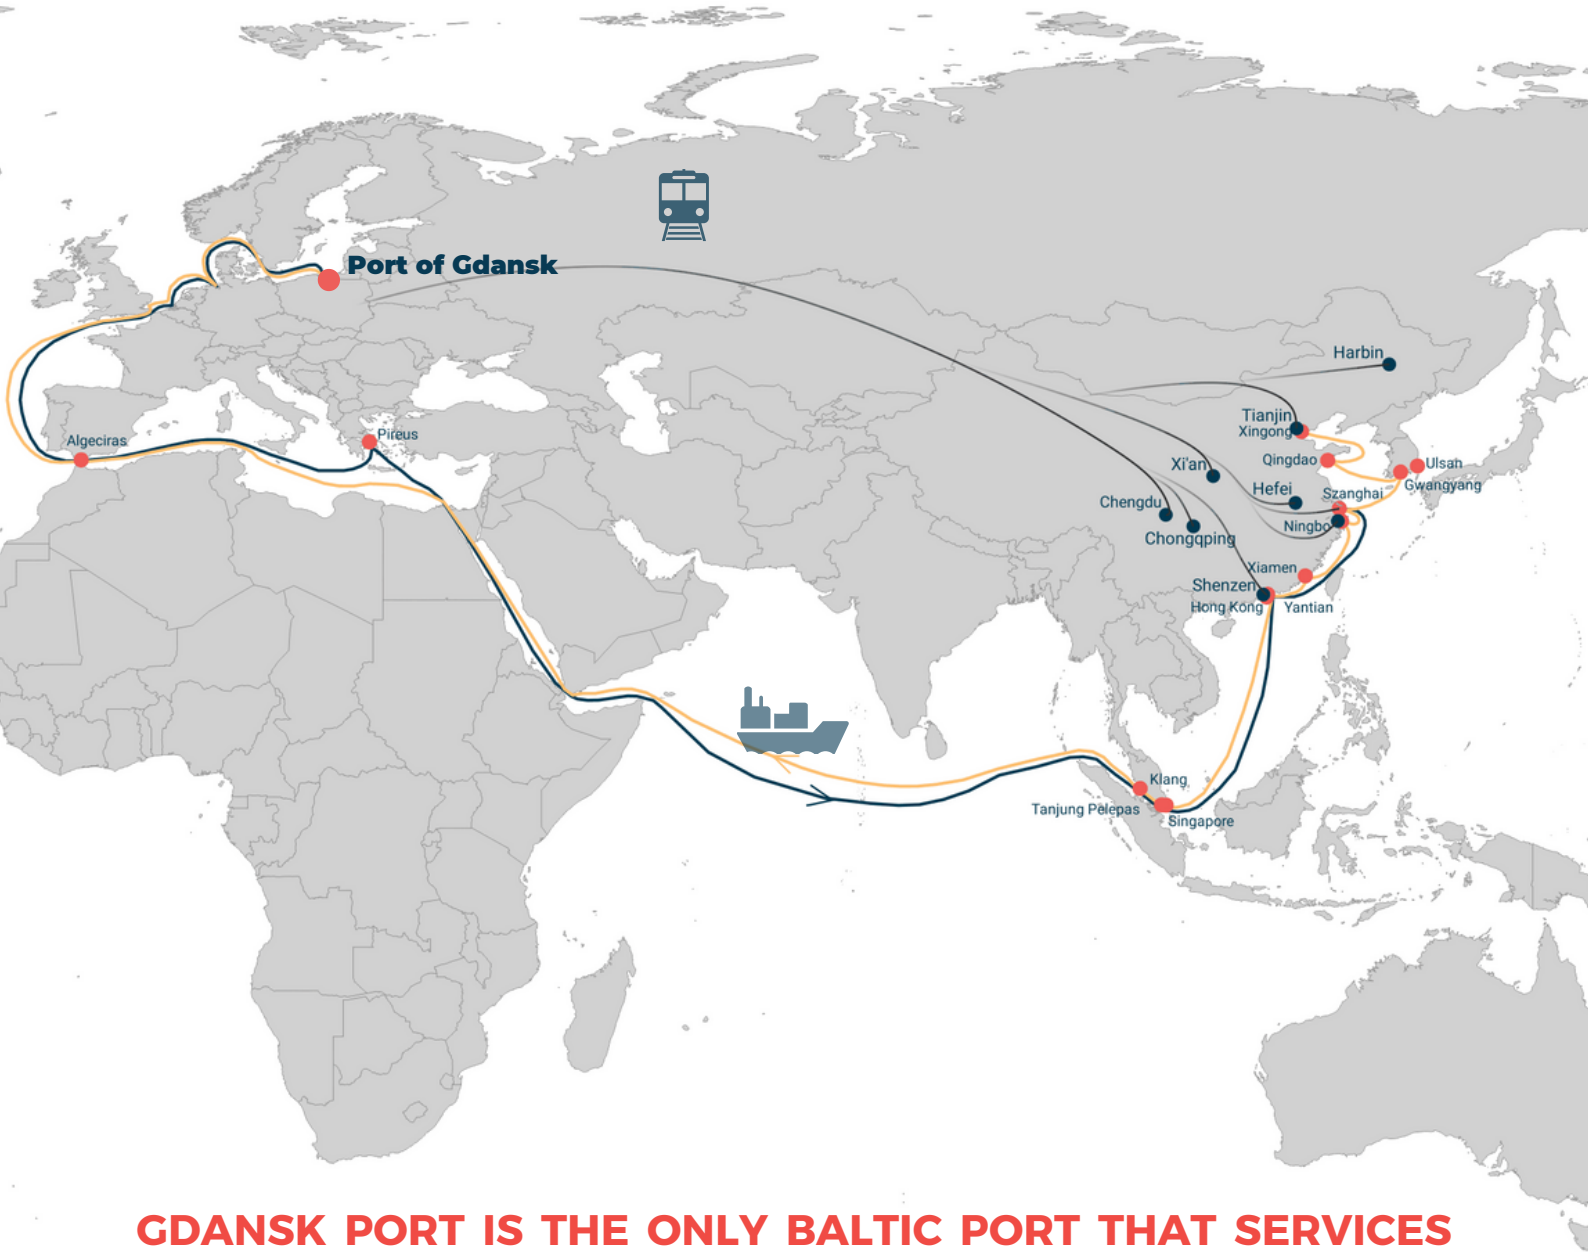 Port of Gdansk
Harbin
Algeciras
Pireus
Tianjin
Xingong
Qingdao
Ulsan
Gwangyang
Xi'an
Hefei
Szanghai
Chengdu
Ningbo
Chongqping
Xiamen
Shenzen
Hong Kong
Yantian
Klang
Tanjung Pelepas
Singapore
GDANSK PORT IS THE ONLY BALTIC PORT THAT SERVICES